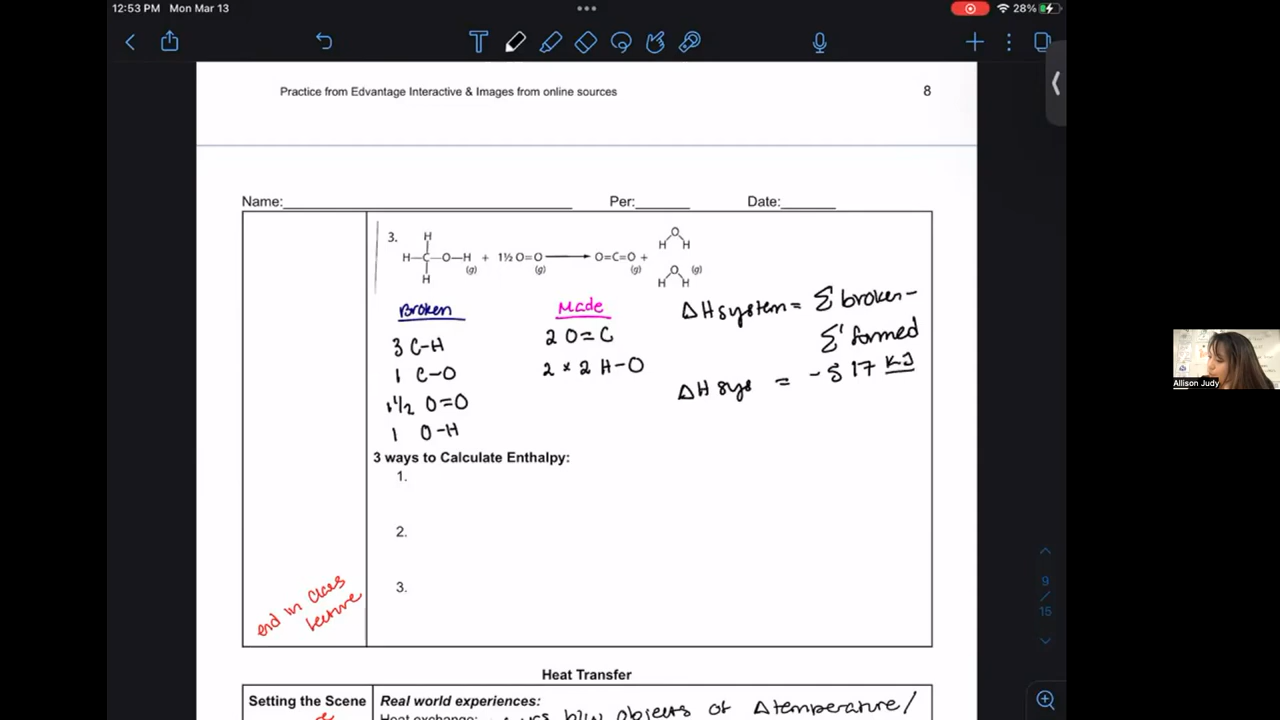 12:53 PM Mon Mar 13
28%
Practice from Edvantage Interactive & Images from online sources
8
Name: Per: Date:
3.
H
H–C–O–H + 1½ O=O → O=C=O +
H
(g) (g) (g)
O
H H
O (g)
H H
Broken
Made
3 C–H
1 C–O
1½ O=O
1 O–H
2 O=C
2 × 2 H–O
ΔHsystem = Σ broken –
Σ formed
ΔHsys = –517 KJ
3 ways to Calculate Enthalpy:
1.
2.
3.
end in class
lecture
Heat Transfer
Setting the Scene
Real world experiences:
Heat exchange:
b/w objects of Δtemperature/
9
/
15
Allison Judy